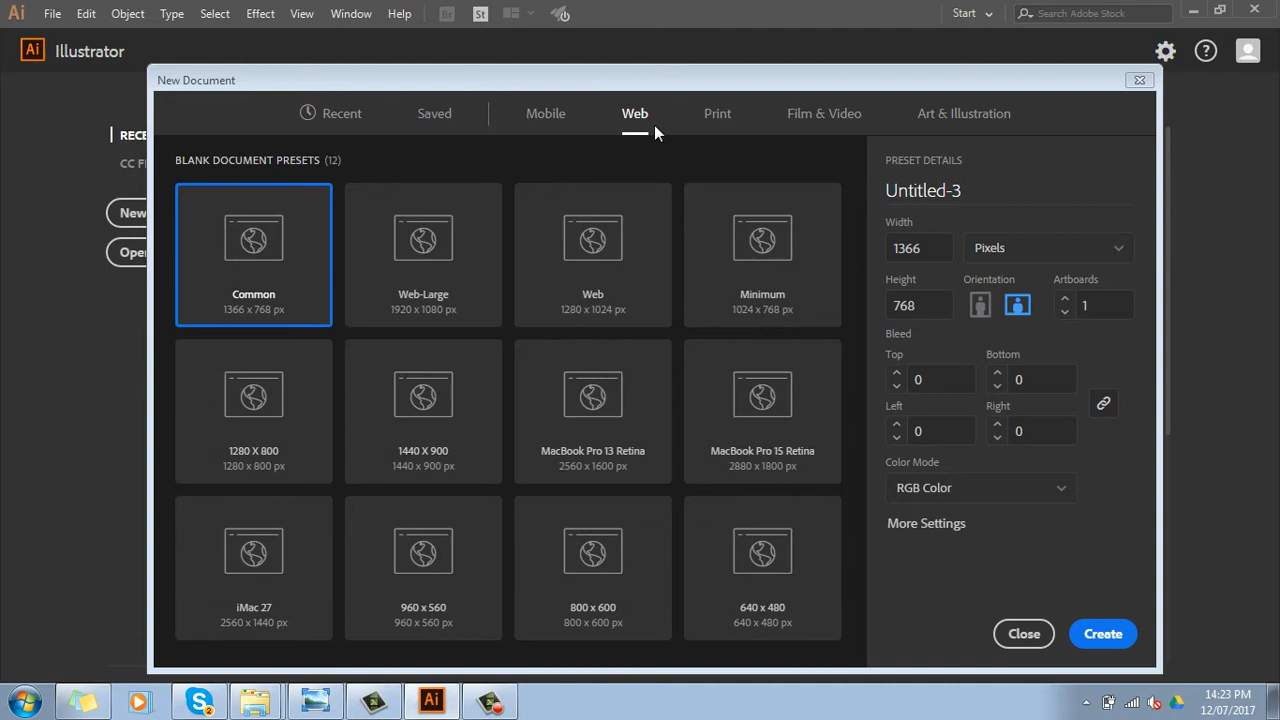 Ai File Edit Object Type Select Effect View Window Help Br St Start Search Adobe Stock
Ai Illustrator
New Document
Recent Saved Mobile Web Print Film & Video Art & Illustration
RECE
CC F
New
Ope
BLANK DOCUMENT PRESETS (12)
Common
1366 x 768 px
Web-Large
1920 x 1080 px
Web
1280 x 1024 px
Minimum
1024 x 768 px
1280 X 800
1280 x 800 px
1440 X 900
1440 x 900 px
MacBook Pro 13 Retina
2560 x 1600 px
MacBook Pro 15 Retina
2880 x 1800 px
iMac 27
2560 x 1440 px
960 x 560
960 x 560 px
800 x 600
800 x 600 px
640 x 480
640 x 480 px
PRESET DETAILS
Untitled-3
Width
1366 Pixels
Height Orientation Artboards
768 1
Bleed
Top Bottom
0 0
Left Right
0 0
Color Mode
RGB Color
More Settings
Close Create
2 Ai
14:23 PM
12/07/2017